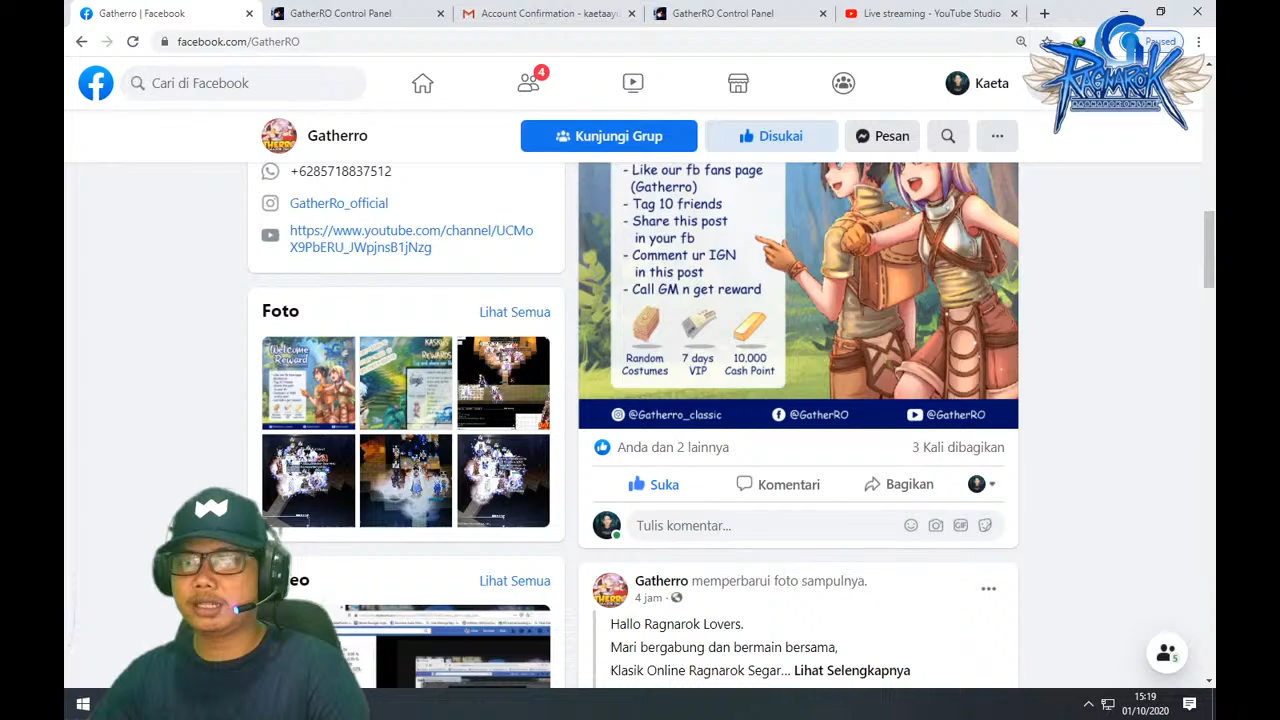 Gatherro | Facebook
GatherRO Control Panel
Account Confirmation - kaetaayu
GatherRO Control Panel
Live streaming - YouTube Studio
facebook.com/GatherRO
Paused
RAGNAROK
Cari di Facebook
4
Kaeta
Gatherro
Kunjungi Grup
Disukai
Pesan
+6285718837512
GatherRo_official
https://www.youtube.com/channel/UCMo
X9PbERU_JWpjnsB1jNzg
Foto
Lihat Semua
Lihat Semua
- Like our fb fans page
(Gatherro)
- Tag 10 friends
- Share this post
in your fb
- Comment ur IGN
in this post
- Call GM n get reward
Random
Costumes
7 days
VIP
10.000
Cash Point
@Gatherro_classic
@GatherRO
@GatherRO
Anda dan 2 lainnya
3 Kali dibagikan
Suka
Komentari
Bagikan
Tulis komentar...
Gatherro memperbarui foto sampulnya.
4 jam
Hallo Ragnarok Lovers.
Mari bergabung dan bermain bersama,
Klasik Online Ragnarok Segar... Lihat Selengkapnya
5
15:19
01/10/2020